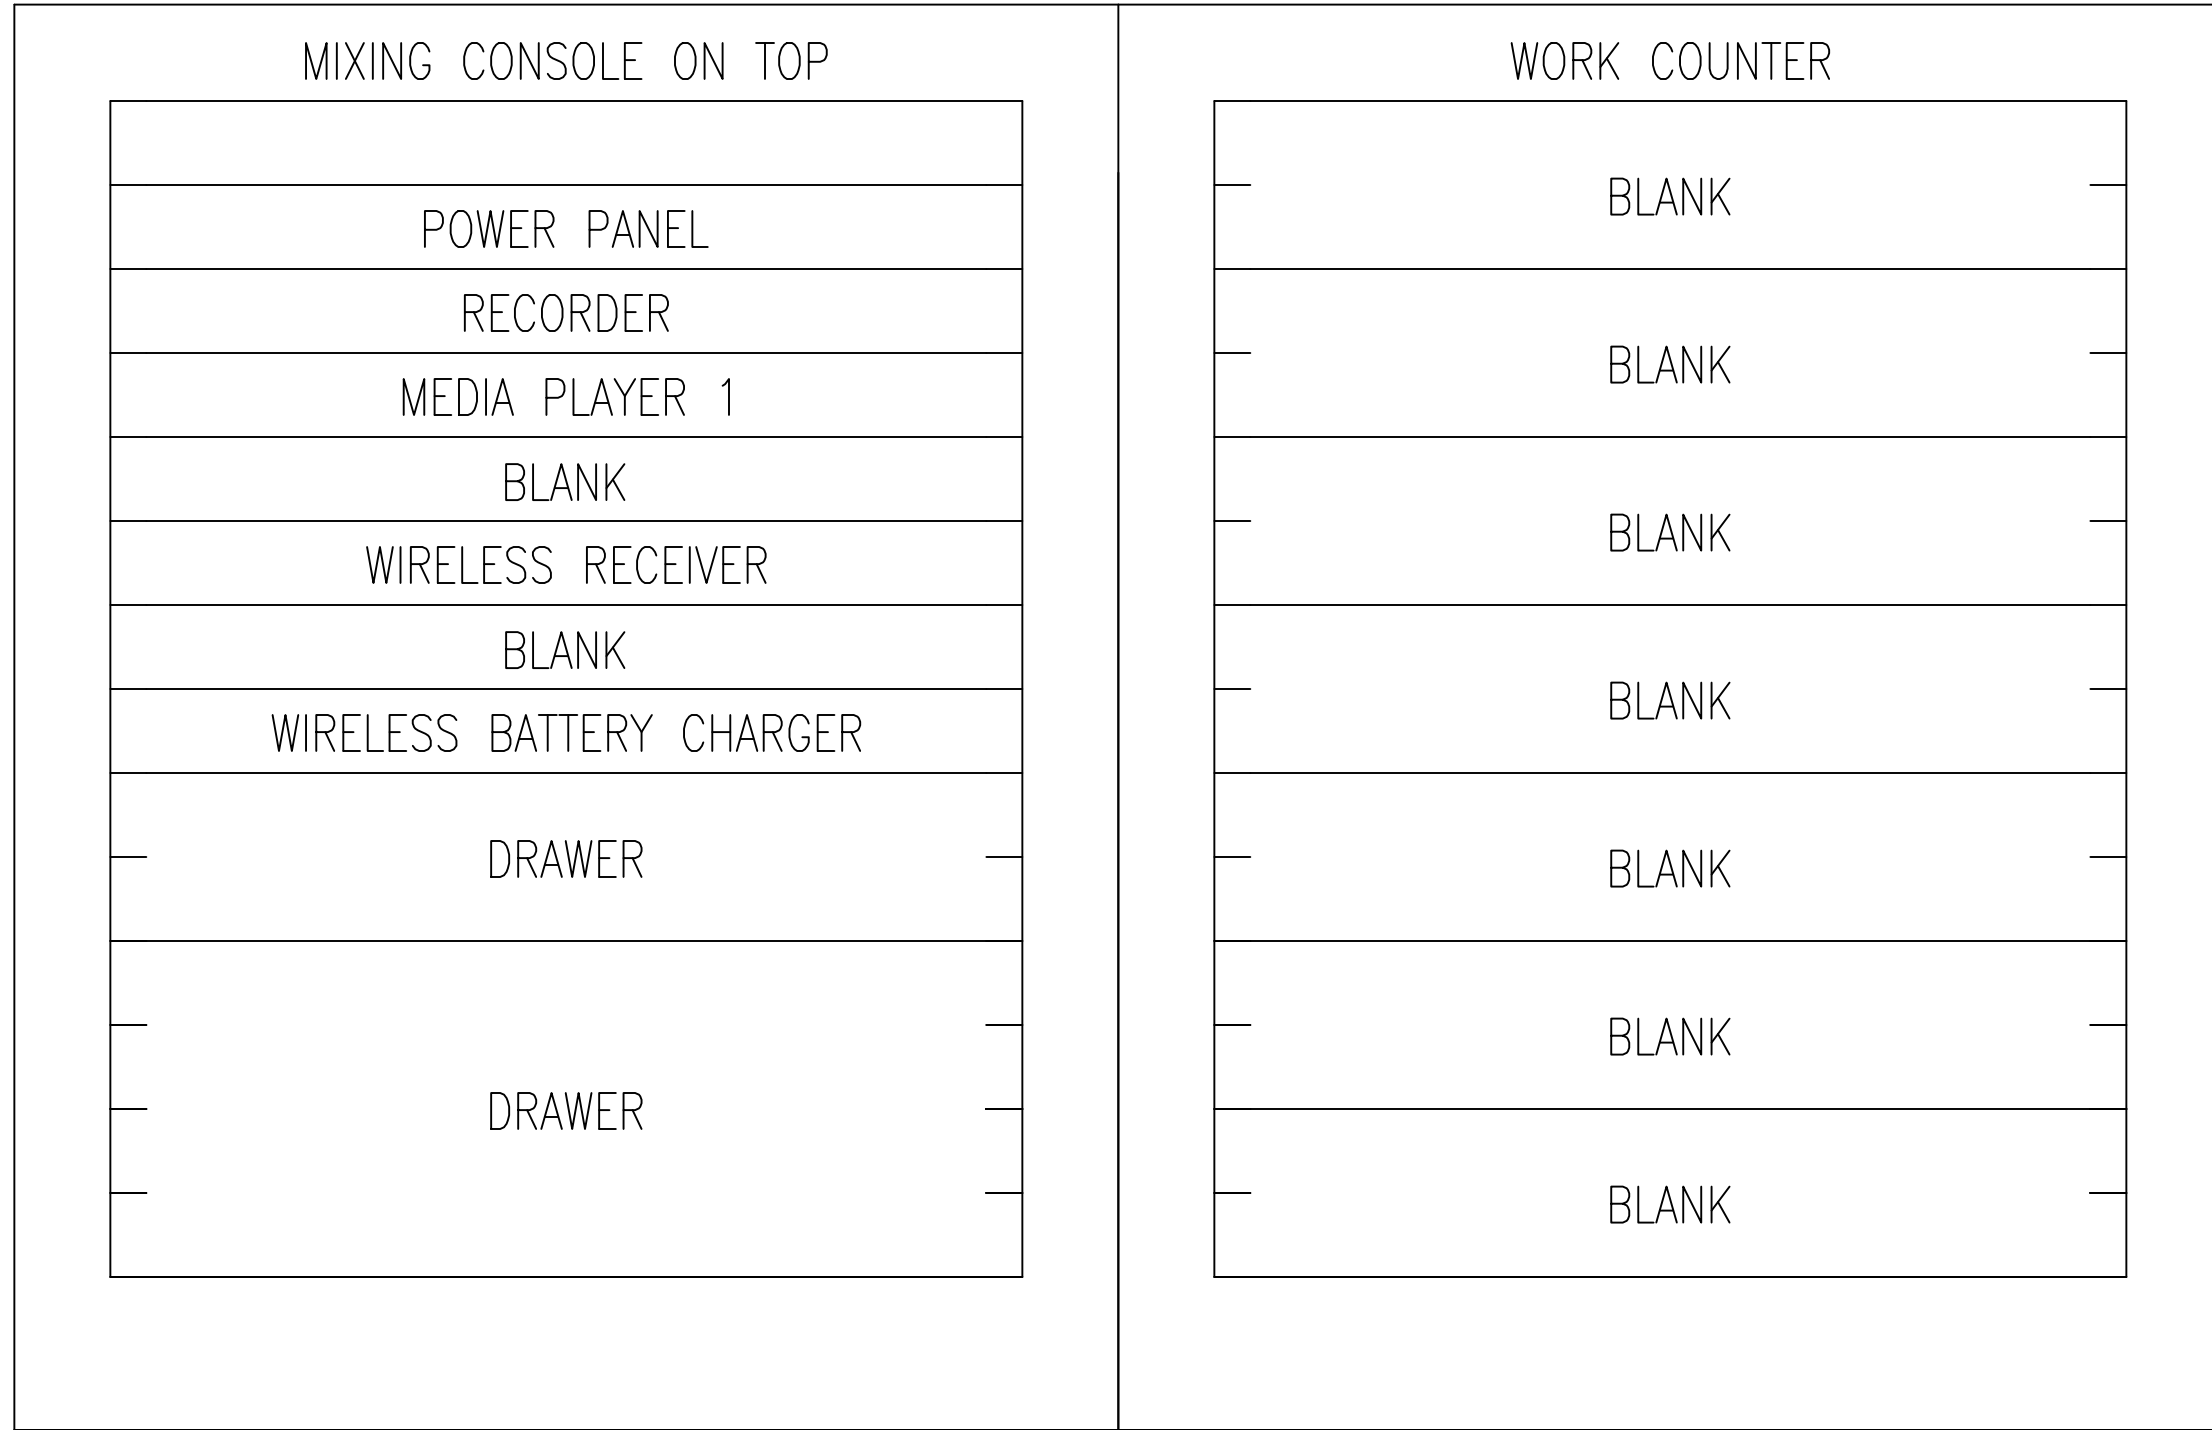 MIXING CONSOLE ON TOP
POWER PANEL
RECORDER
MEDIA PLAYER 1
BLANK
WIRELESS RECEIVER
BLANK
WIRELESS BATTERY CHARGER
DRAWER
DRAWER
WORK COUNTER
BLANK
BLANK
BLANK
BLANK
BLANK
BLANK
BLANK